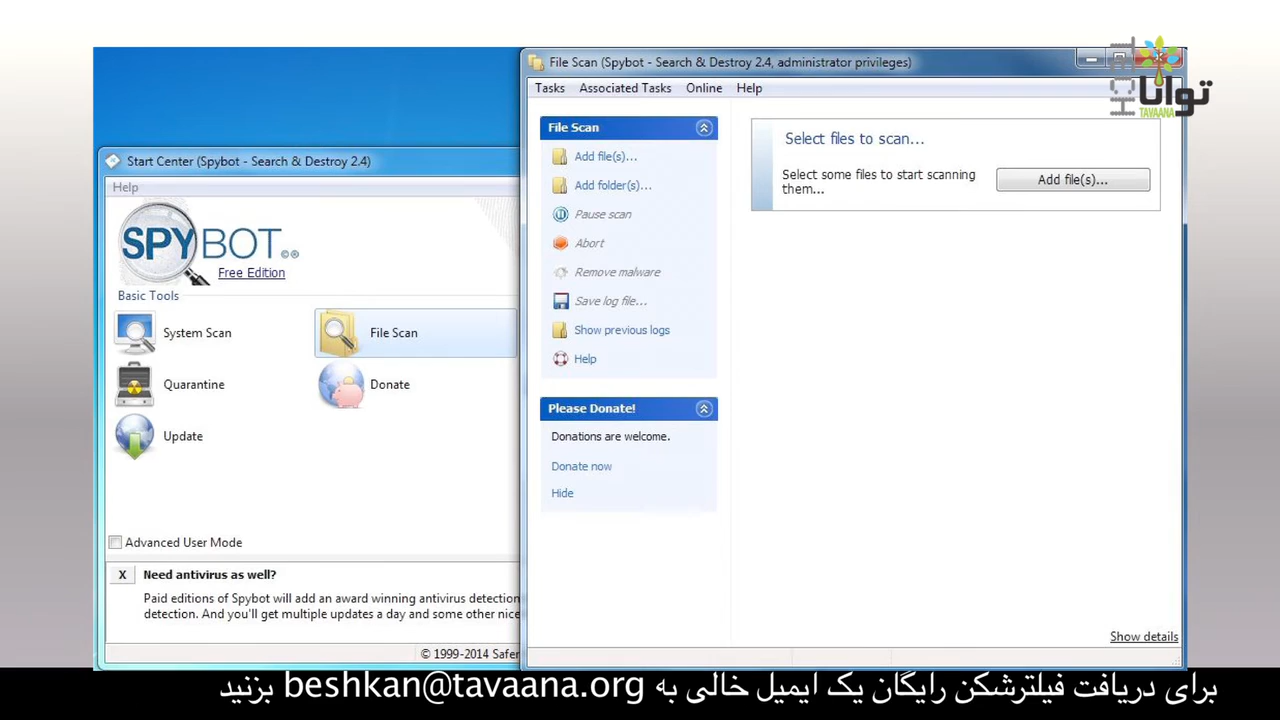 File Scan (Spybot - Search & Destroy 2.4, administrator privileges)
Tasks Associated Tasks Online Help
توانا
TAVAANA
File Scan
Add file(s)...
Add folder(s)...
Pause scan
Abort
Remove malware
Save log file...
Show previous logs
Help
Please Donate!
Donations are welcome.
Donate now
Hide
Select files to scan...
Select some files to start scanning
them...
Add file(s)...
Show details
Start Center (Spybot - Search & Destroy 2.4)
Help
SPYBOT
Free Edition
Basic Tools
System Scan
File Scan
Quarantine
Donate
Update
Advanced User Mode
X Need antivirus as well?
Paid editions of Spybot will add an award winning antivirus detection
detection. And you'll get multiple updates a day and some other nice
© 1999-2014 Safer
برای دریافت فیلترشکن رایگان یک ایمیل خالی به beshkan@tavaana.org بزنید